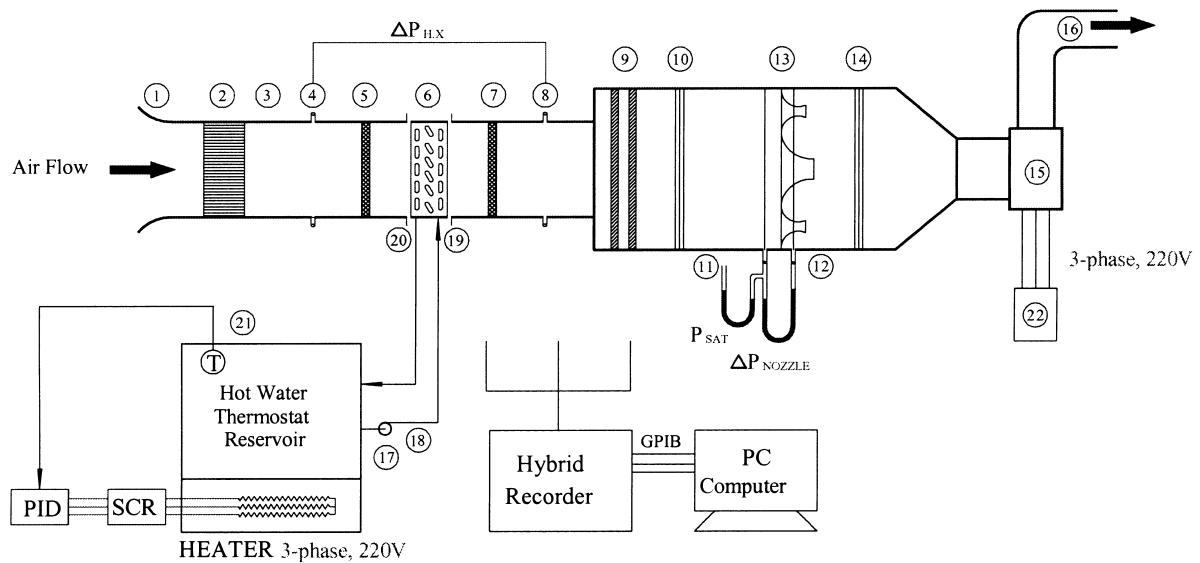 16
ΔP H.X
9 10 13 14
1 2 3 4 5 6 7 8
Air Flow
15
20 19
11 12
3-phase, 220V
P SAT
22
ΔP NOZZLE
21
T
Hot Water
Thermostat
Reservoir
17 18
GPIB
Hybrid
Recorder
PC
Computer
PID SCR
HEATER 3-phase, 220V